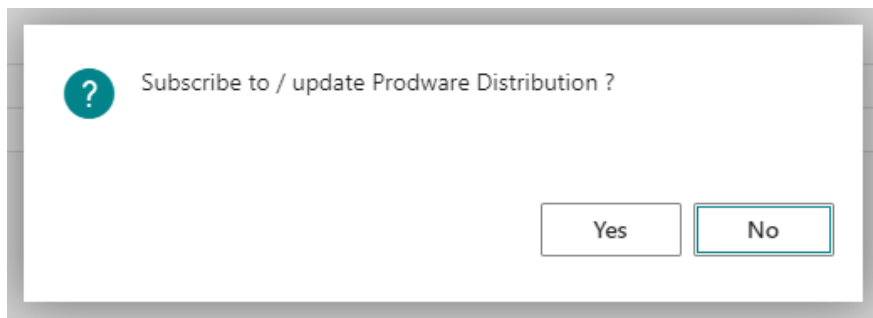 ?
Subscribe to / update Prodware Distribution ?
Yes
No